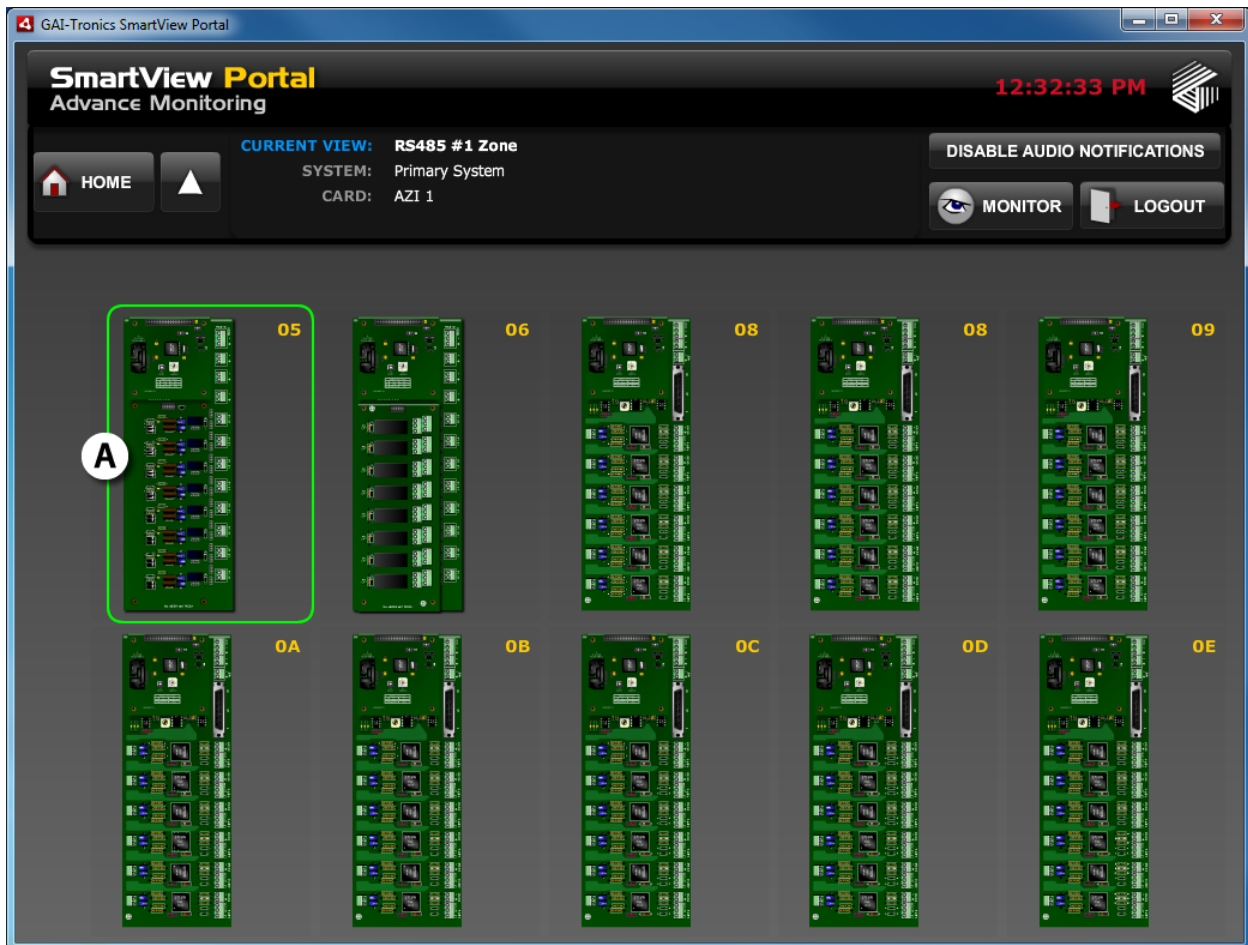 GAI-Tronics SmartView Portal
SmartView Portal
Advance Monitoring
12:32:33 PM
HOME
CURRENT VIEW: RS485 #1 Zone
SYSTEM: Primary System
CARD: AZI 1
DISABLE AUDIO NOTIFICATIONS
MONITOR
LOGOUT
05
06
08
08
09
A
0A
0B
0C
0D
0E